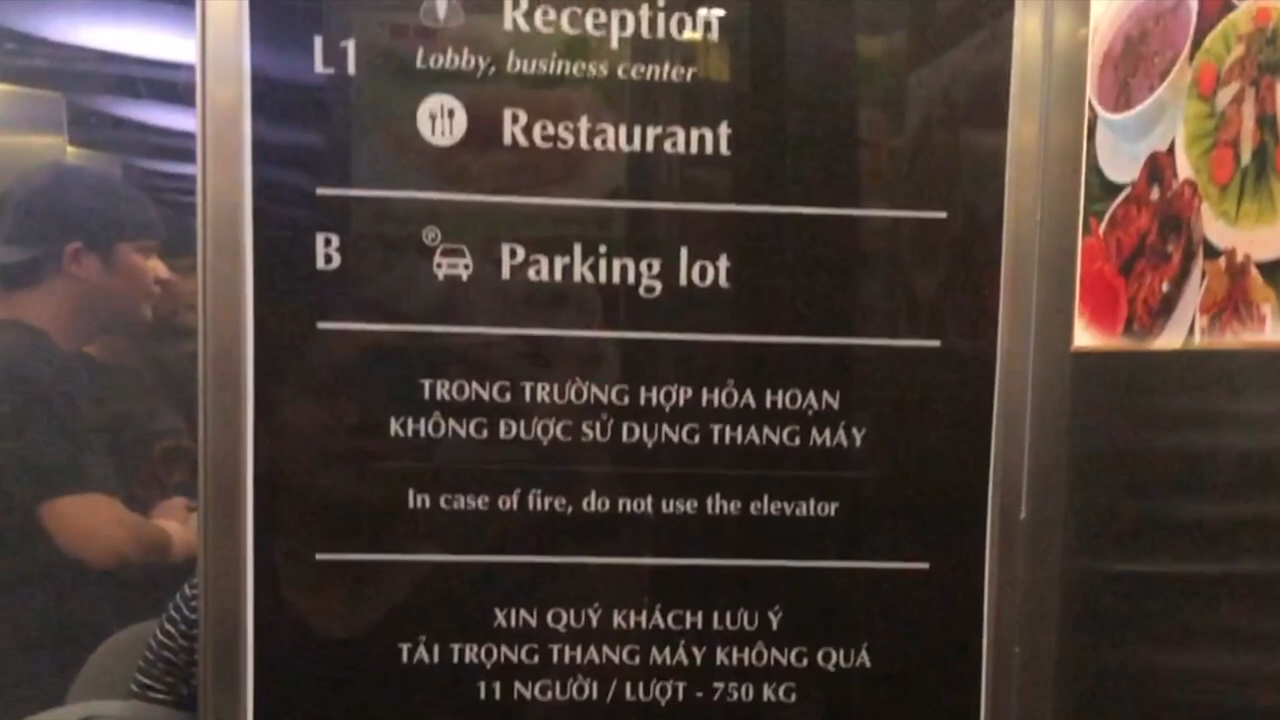 Reception
L1
Lobby, business center
Restaurant
B
P
Parking lot
TRONG TRƯỜNG HỢP HỎA HOẠN
KHÔNG ĐƯỢC SỬ DỤNG THANG MÁY
In case of fire, do not use the elevator
XIN QUÝ KHÁCH LƯU Ý
TẢI TRỌNG THANG MÁY KHÔNG QUÁ
11 NGƯỜI / LƯỢT - 750 KG